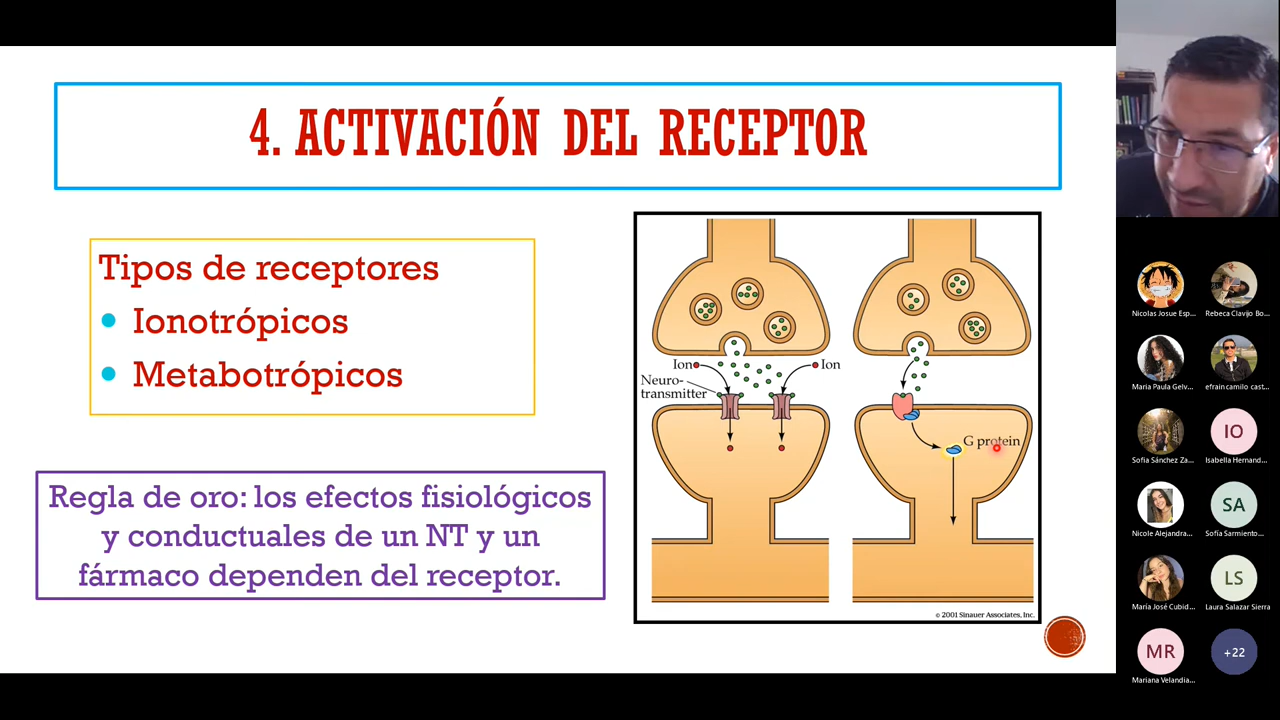 4. ACTIVACIÓN DEL RECEPTOR
Tipos de receptores
Ionotrópicos
Metabotrópicos
Regla de oro: los efectos fisiológicos
y conductuales de un NT y un
fármaco dependen del receptor.
Ion
Ion
Neuro-
transmitter
G protein
© 2001 Sinauer Associates, Inc.
Nicolas Josue Esp...
Rebeca Clavijo Bo...
Maria Paula Gelv...
efrain camilo cast...
Sofia Sánchez Za...
IO
Isabella Hernand...
Nicole Alejandra...
SA
Sofía Sarmiento...
María José Cubid...
LS
Laura Salazar Sierra
MR
Mariana Velandia...
+22